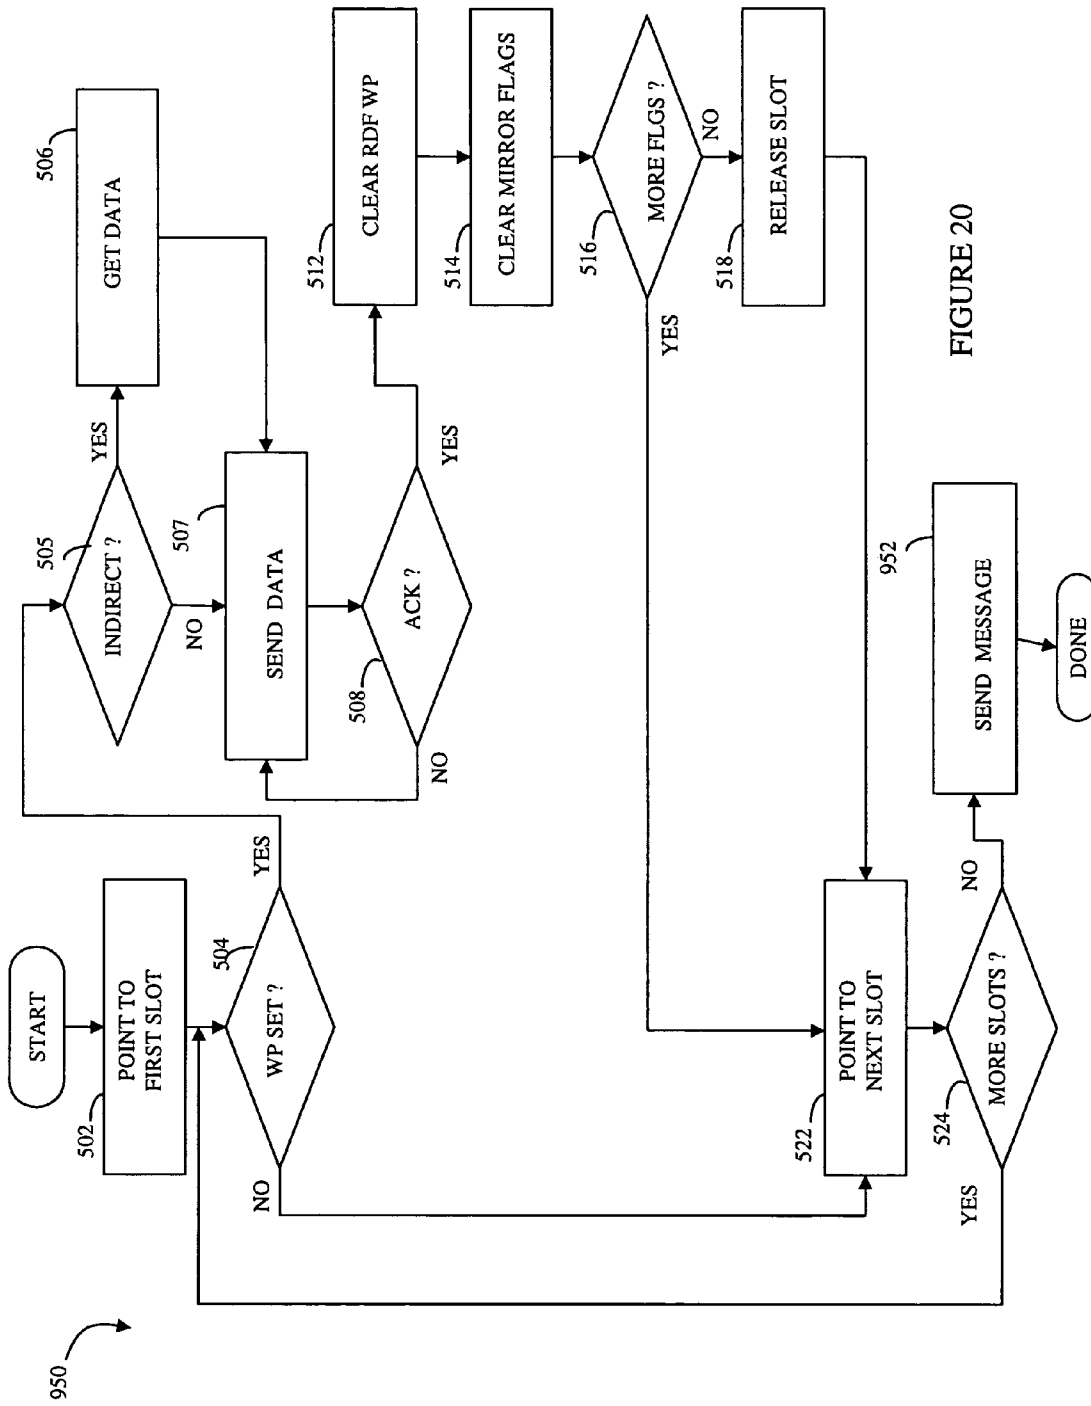 950
START
502
POINT TO
FIRST SLOT
504
WP SET ?
YES
NO
505
INDIRECT ?
YES
NO
506
GET DATA
507
SEND DATA
508
ACK ?
YES
NO
512
CLEAR RDF WP
514
CLEAR MIRROR FLAGS
516
MORE FLGS ?
YES
NO
518
RELEASE SLOT
522
POINT TO
NEXT SLOT
524
MORE SLOTS ?
YES
NO
952
SEND MESSAGE
DONE
FIGURE 20